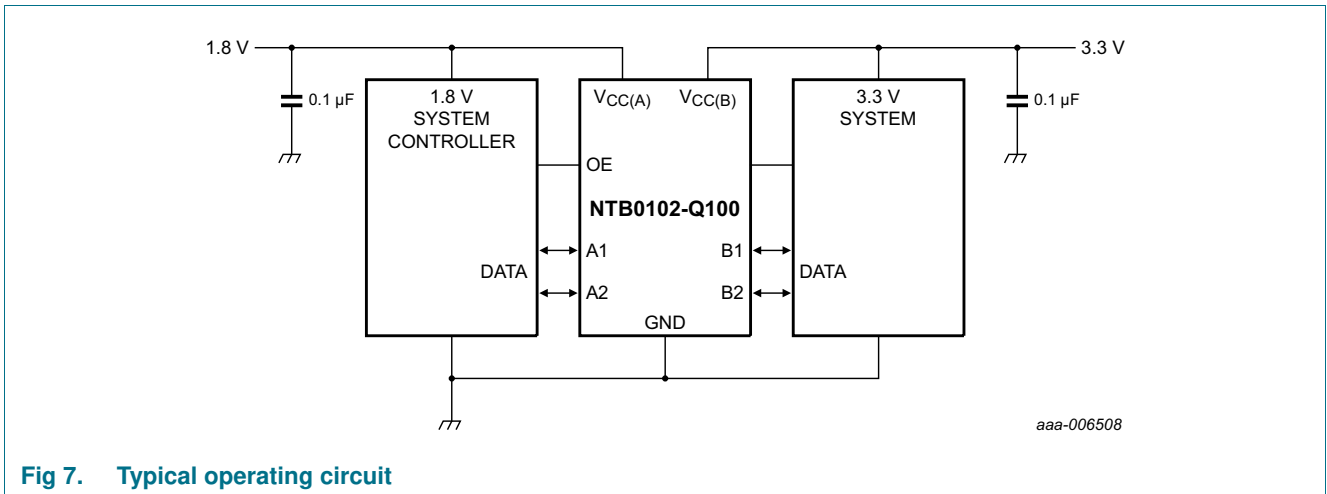 1.8 V
3.3 V
0.1 µF
1.8 V
SYSTEM
CONTROLLER
VCC(A)
VCC(B)
3.3 V
SYSTEM
0.1 µF
OE
NTB0102-Q100
A1
B1
DATA
DATA
A2
B2
GND
aaa-006508
Fig 7. Typical operating circuit